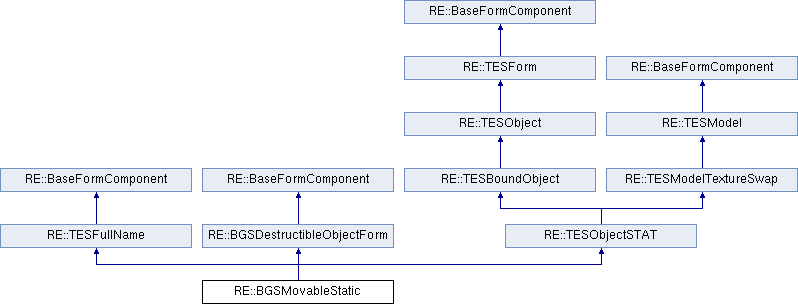 RE::BaseFormComponent
RE::TESForm
RE::BaseFormComponent
RE::TESObject
RE::TESModel
RE::BaseFormComponent
RE::BaseFormComponent
RE::TESBoundObject
RE::TESModelTextureSwap
RE::TESFullName
RE::BGSDestructibleObjectForm
RE::TESObjectSTAT
RE::BGSMovableStatic